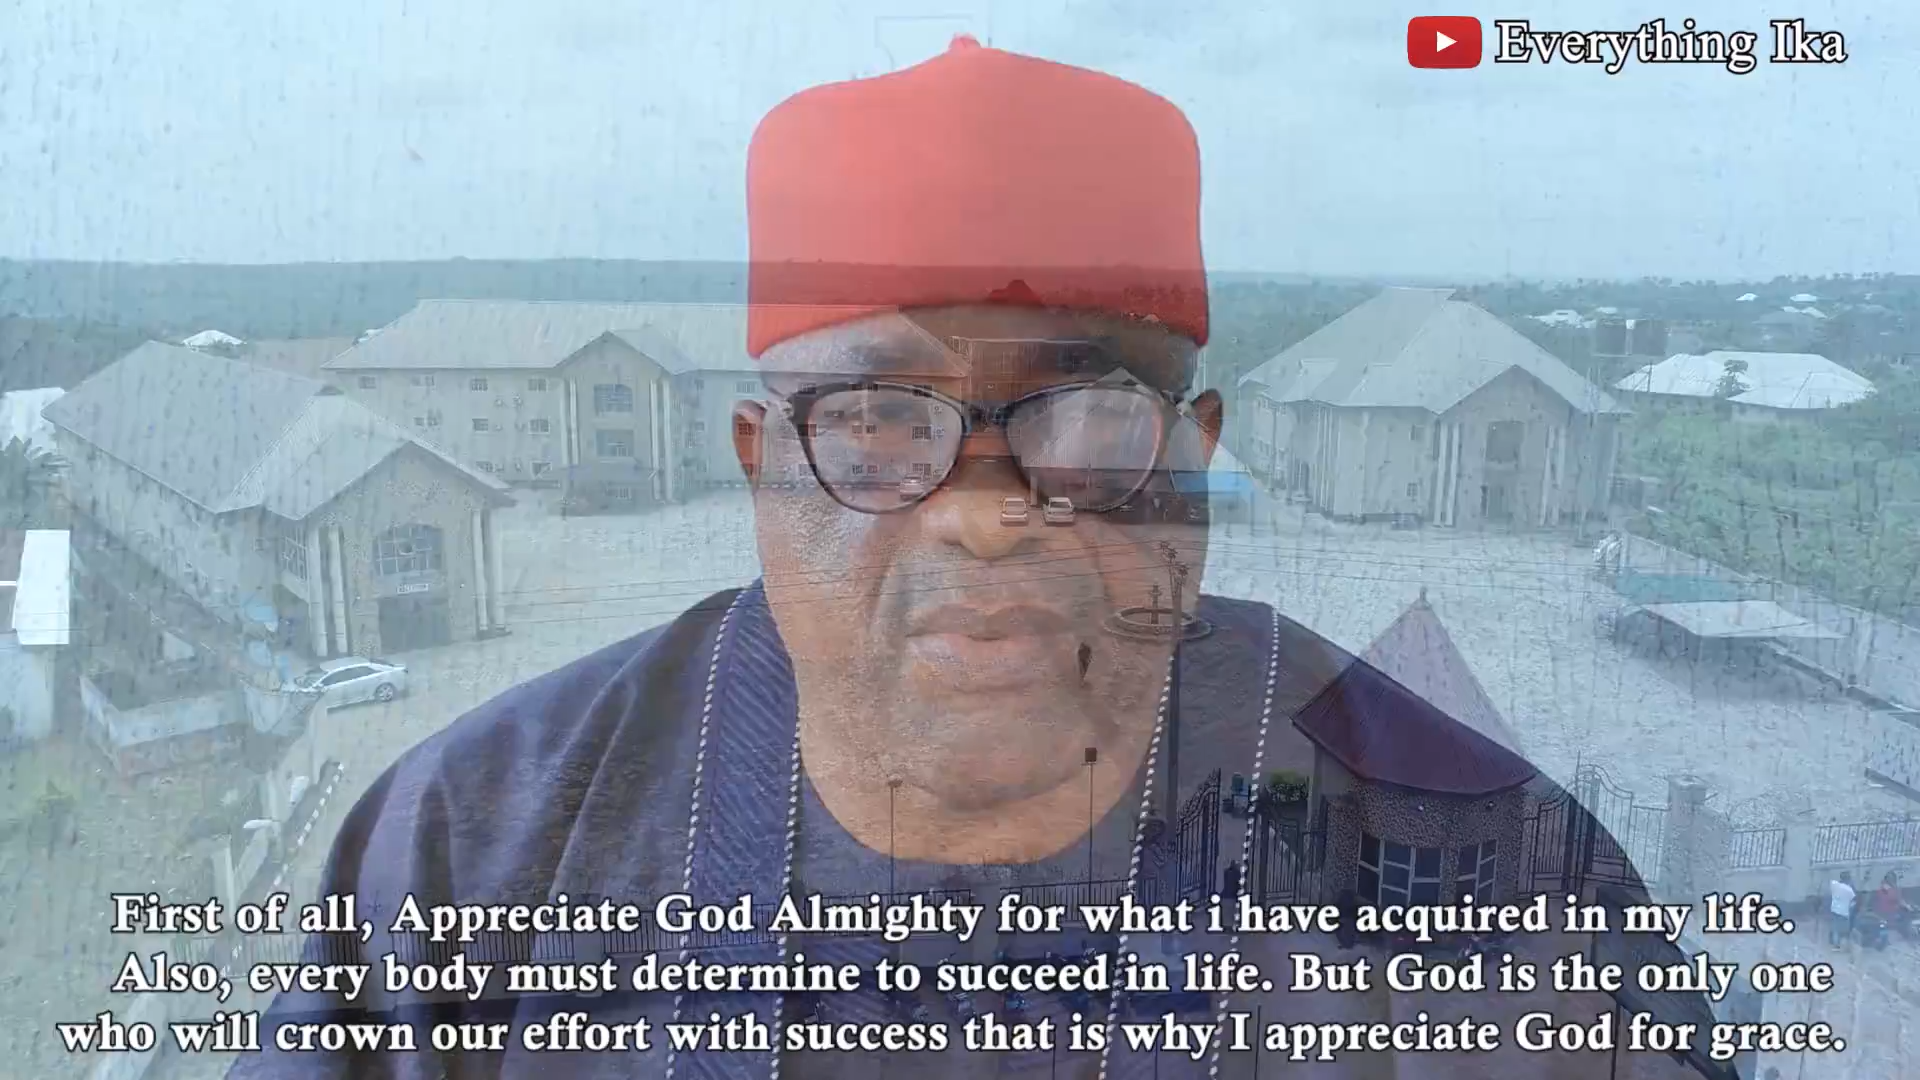 Everything Ika
First of all, Appreciate God Almighty for what i have acquired in my life.
Also, every body must determine to succeed in life. But God is the only one
who will crown our effort with success that is why I appreciate God for grace.